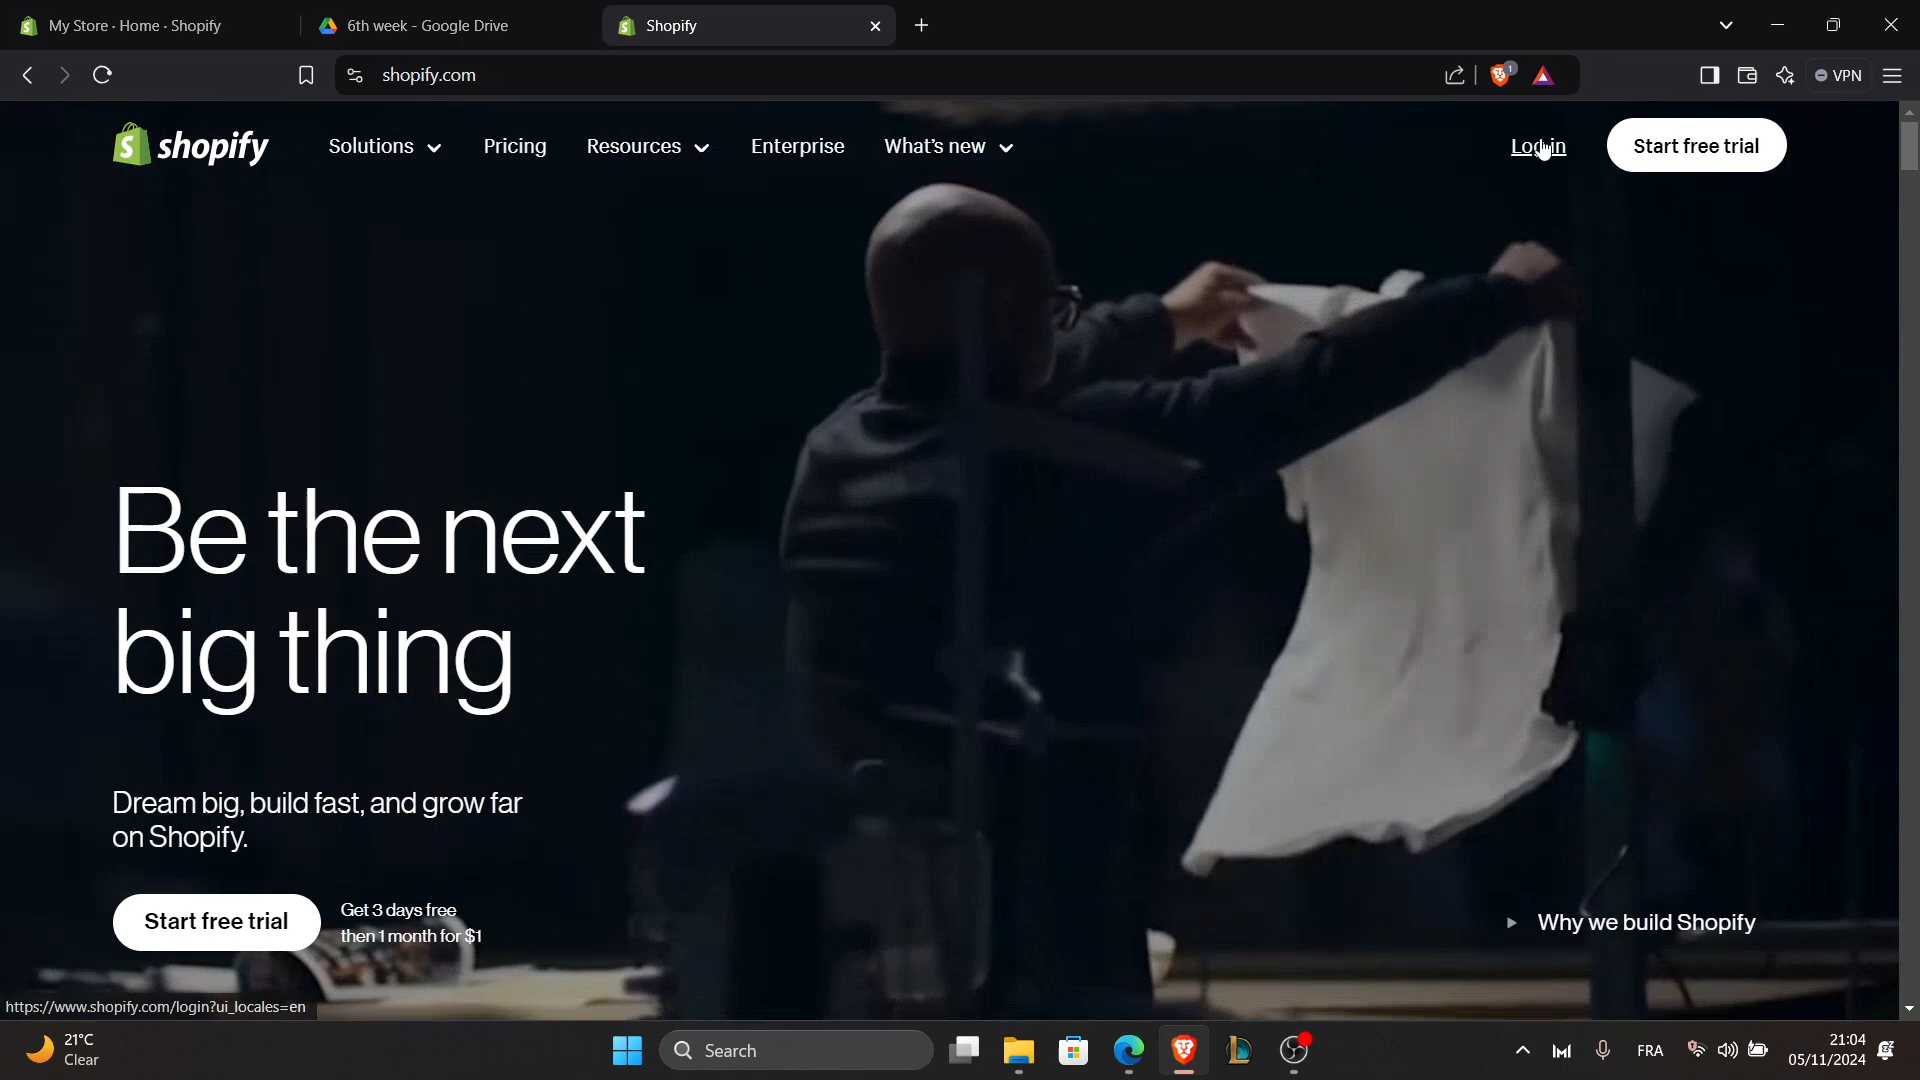 My Store · Home · Shopify
6th week - Google Drive
Shopify
shopify.com
1
VPN
shopify
Solutions
Pricing
Resources
Enterprise
What's new
Log in
Start free trial
Be the next
big thing
Dream big, build fast, and grow far
on Shopify.
Start free trial
Get 3 days free
then 1 month for $1
Why we build Shopify
https://www.shopify.com/login?ui_locales=en
21°C
Clear
Search
FRA
21:04
05/11/2024